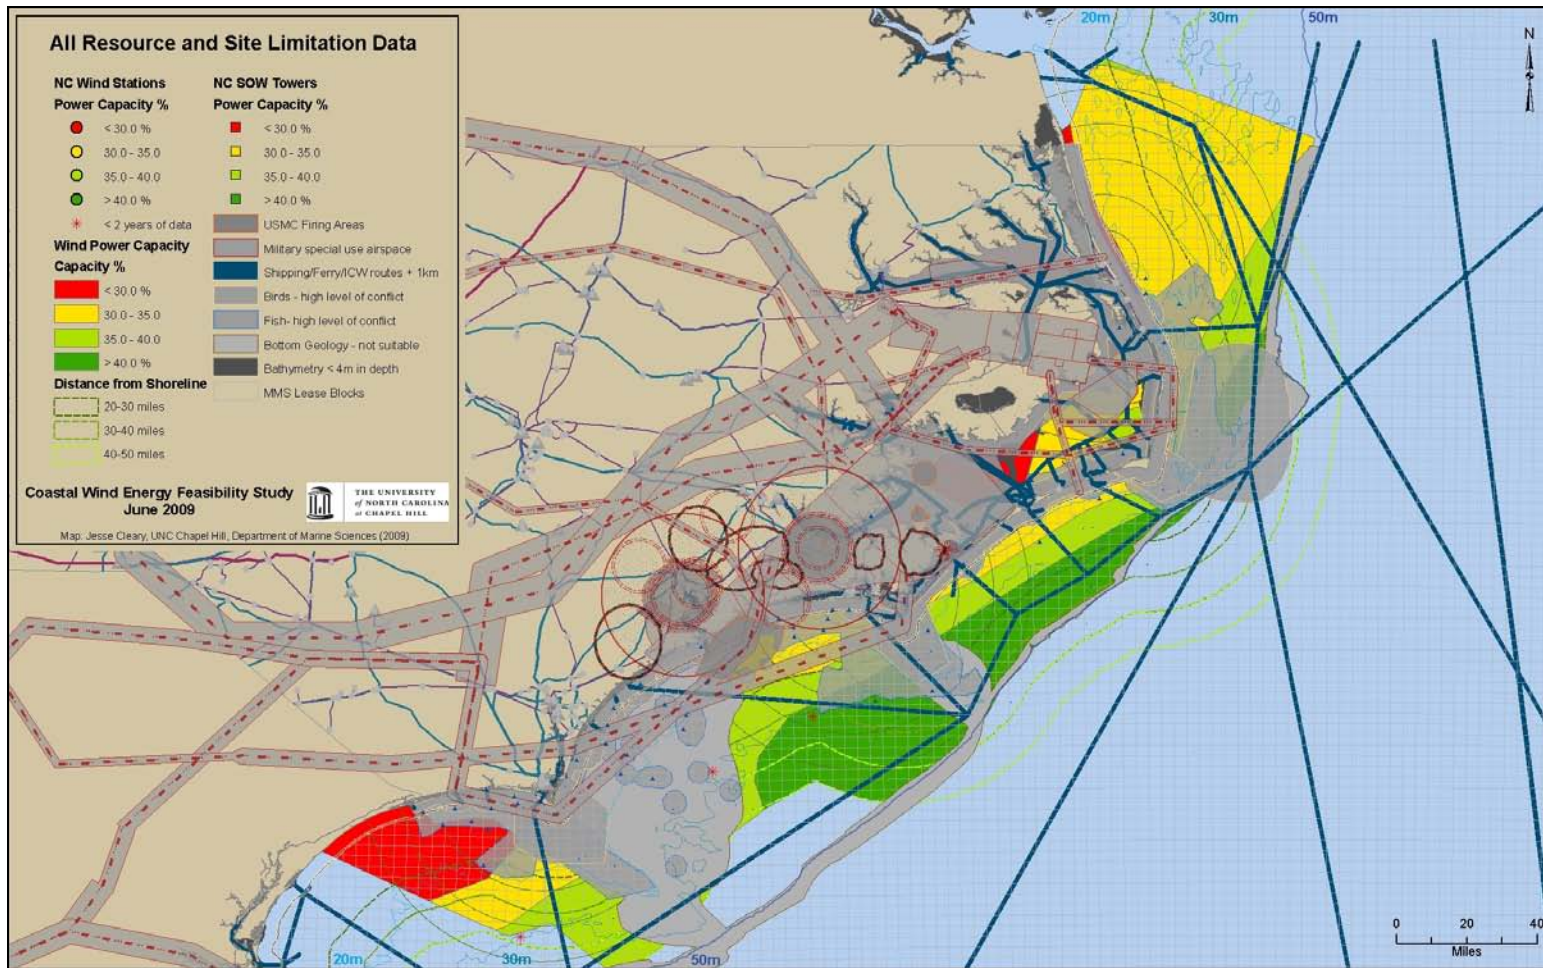 All Resource and Site Limitation Data
NC Wind Stations
Power Capacity %
< 30.0 %
30.0 - 35.0
35.0 - 40.0
> 40.0 %
< 2 years of data
Wind Power Capacity
Capacity %
< 30.0 %
30.0 - 35.0
35.0 - 40.0
> 40.0 %
Distance from Shoreline
20-30 miles
30-40 miles
40-50 miles
NC SOW Towers
Power Capacity %
< 30.0 %
30.0 - 35.0
35.0 - 40.0
> 40.0 %
USMC Firing Areas
Military special use airspace
Shipping/Ferry/ICW routes + 1km
Birds - high level of conflict
Fish- high level of conflict
Bottom Geology - not suitable
Bathymetry < 4m in depth
MMS Lease Blocks
Coastal Wind Energy Feasibility Study
June 2009
THE UNIVERSITY
of NORTH CAROLINA
at CHAPEL HILL
Map: Jesse Cleary, UNC Chapel Hill, Department of Marine Sciences (2009)
20m
30m
50m
N
20m
30m
50m
0 20 40
Miles